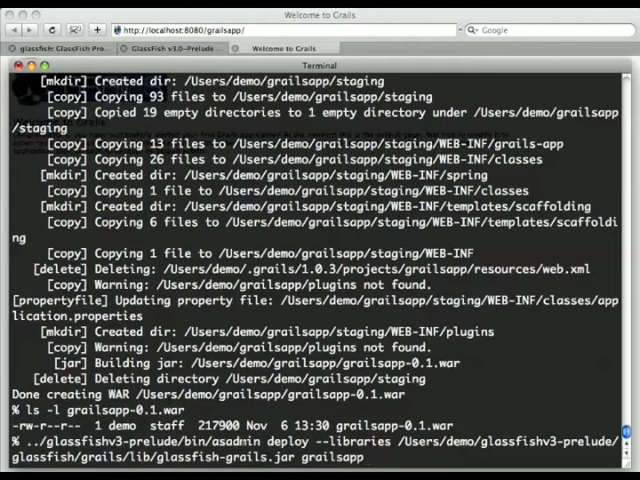 Welcome to Grails
http://localhost:8080/grailsapp/
Google
glassfish: GlassFish Pro...
GlassFish v3.0-Prelude ...
Welcome to Grails
Terminal
[mkdir] Created dir: /Users/demo/grailsapp/staging
[copy] Copying 93 files to /Users/demo/grailsapp/staging
[copy] Copied 19 empty directories to 1 empty directory under /Users/demo/grailsapp
/staging
[copy] Copying 13 files to /Users/demo/grailsapp/staging/WEB-INF/grails-app
[copy] Copying 26 files to /Users/demo/grailsapp/staging/WEB-INF/classes
[mkdir] Created dir: /Users/demo/grailsapp/staging/WEB-INF/spring
[copy] Copying 1 file to /Users/demo/grailsapp/staging/WEB-INF/classes
[mkdir] Created dir: /Users/demo/grailsapp/staging/WEB-INF/templates/scaffolding
[copy] Copying 6 files to /Users/demo/grailsapp/staging/WEB-INF/templates/scaffoldi
ng
[copy] Copying 1 file to /Users/demo/grailsapp/staging/WEB-INF
[delete] Deleting: /Users/demo/.grails/1.0.3/projects/grailsapp/resources/web.xml
[copy] Warning: /Users/demo/grailsapp/plugins not found.
[propertyfile] Updating property file: /Users/demo/grailsapp/staging/WEB-INF/classes/app
lication.properties
[mkdir] Created dir: /Users/demo/grailsapp/staging/WEB-INF/plugins
[copy] Warning: /Users/demo/grailsapp/plugins not found.
[jar] Building jar: /Users/demo/grailsapp/grailsapp-0.1.war
[delete] Deleting directory /Users/demo/grailsapp/staging
Done creating WAR /Users/demo/grailsapp/grailsapp-0.1.war
% ls -l grailsapp-0.1.war
-rw-r--r-- 1 demo staff 217900 Nov 6 13:30 grailsapp-0.1.war
% ../glassfishv3-prelude/bin/asadmin deploy --libraries /Users/demo/glassfishv3-prelude/
glassfish/grails/lib/glassfish-grails.jar grailsapp